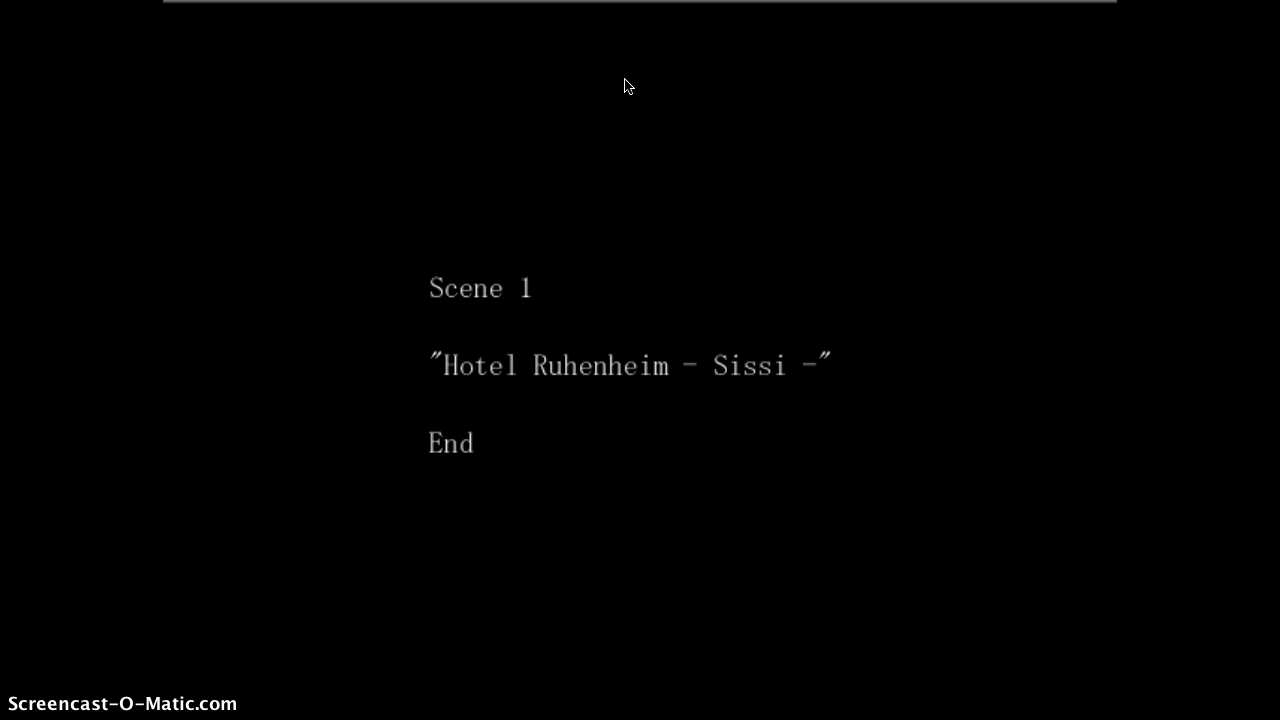 Scene 1
"Hotel Ruhenheim - Sissi -"
End
Screencast-O-Matic.com